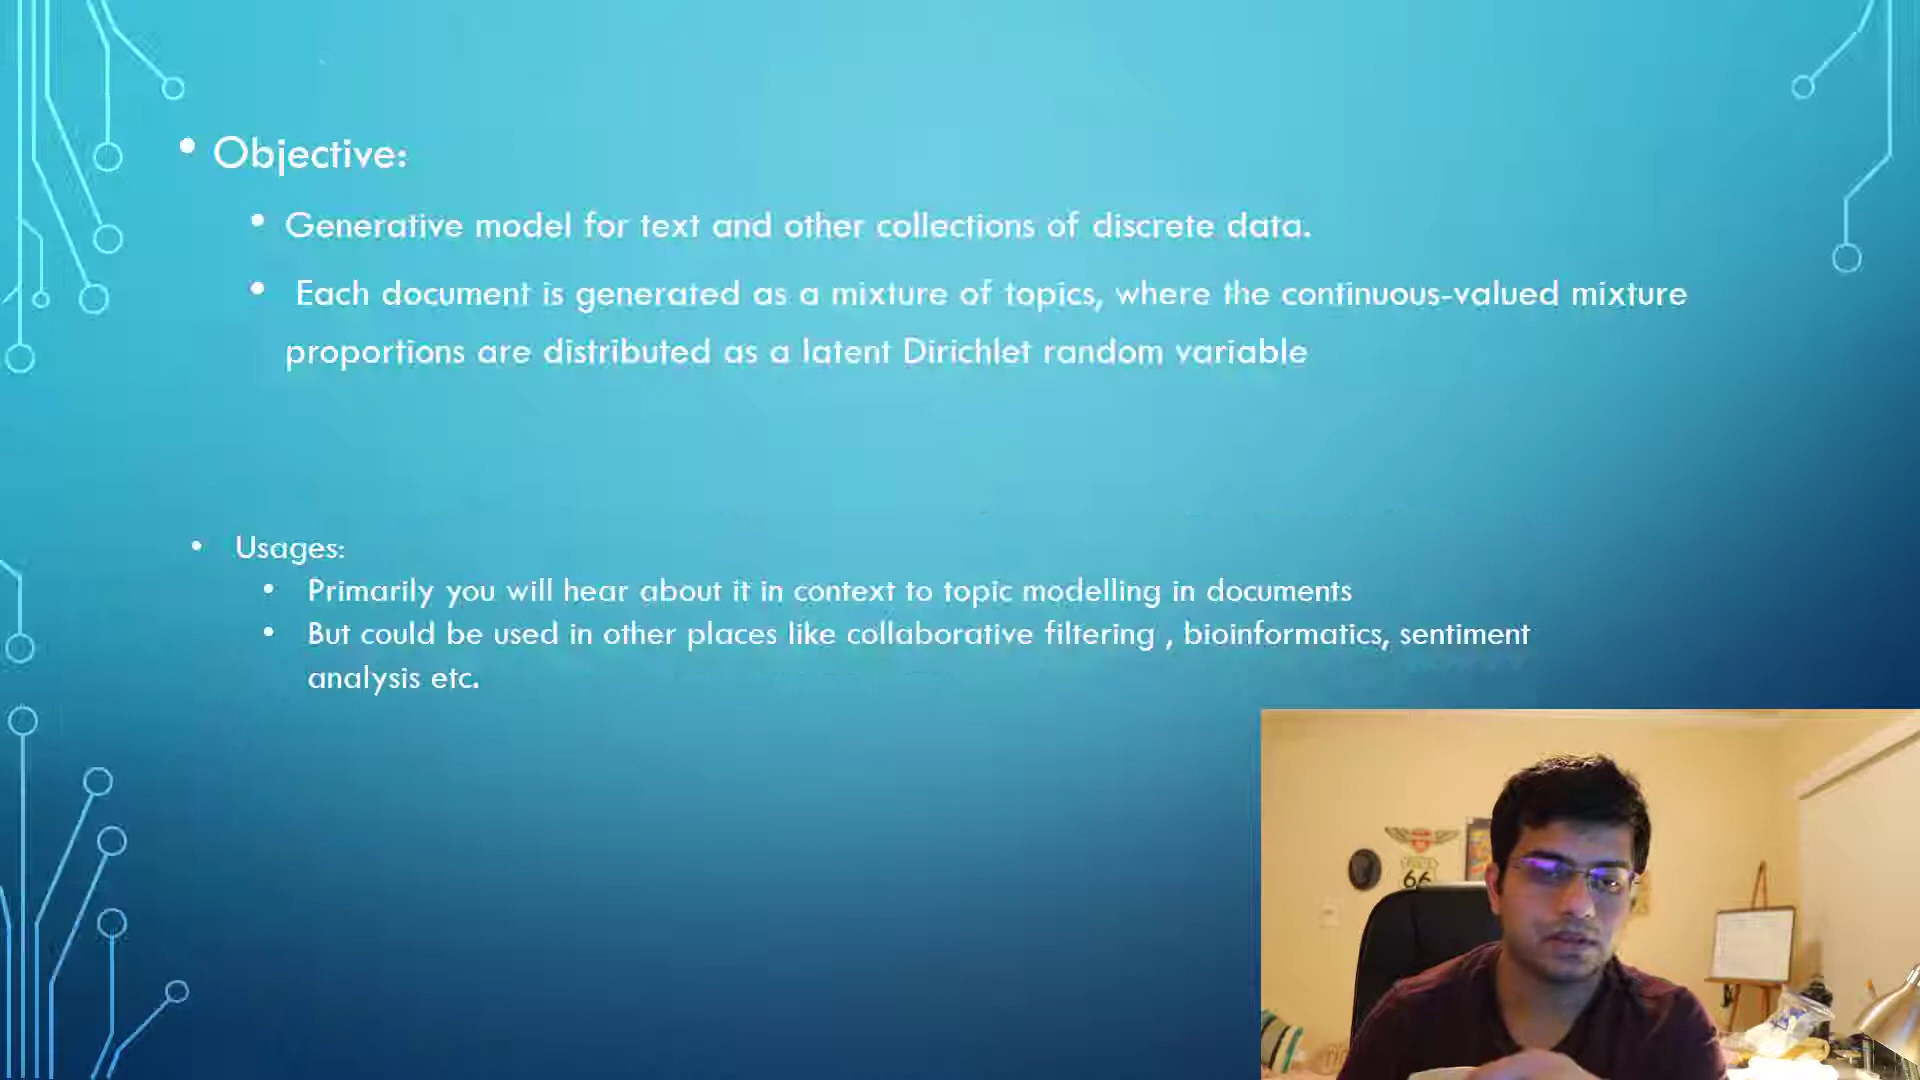 Objective:
Generative model for text and other collections of discrete data.
Each document is generated as a mixture of topics, where the continuous-valued mixture
proportions are distributed as a latent Dirichlet random variable
Usages:
Primarily you will hear about it in context to topic modelling in documents
But could be used in other places like collaborative filtering , bioinformatics, sentiment
analysis etc.
66